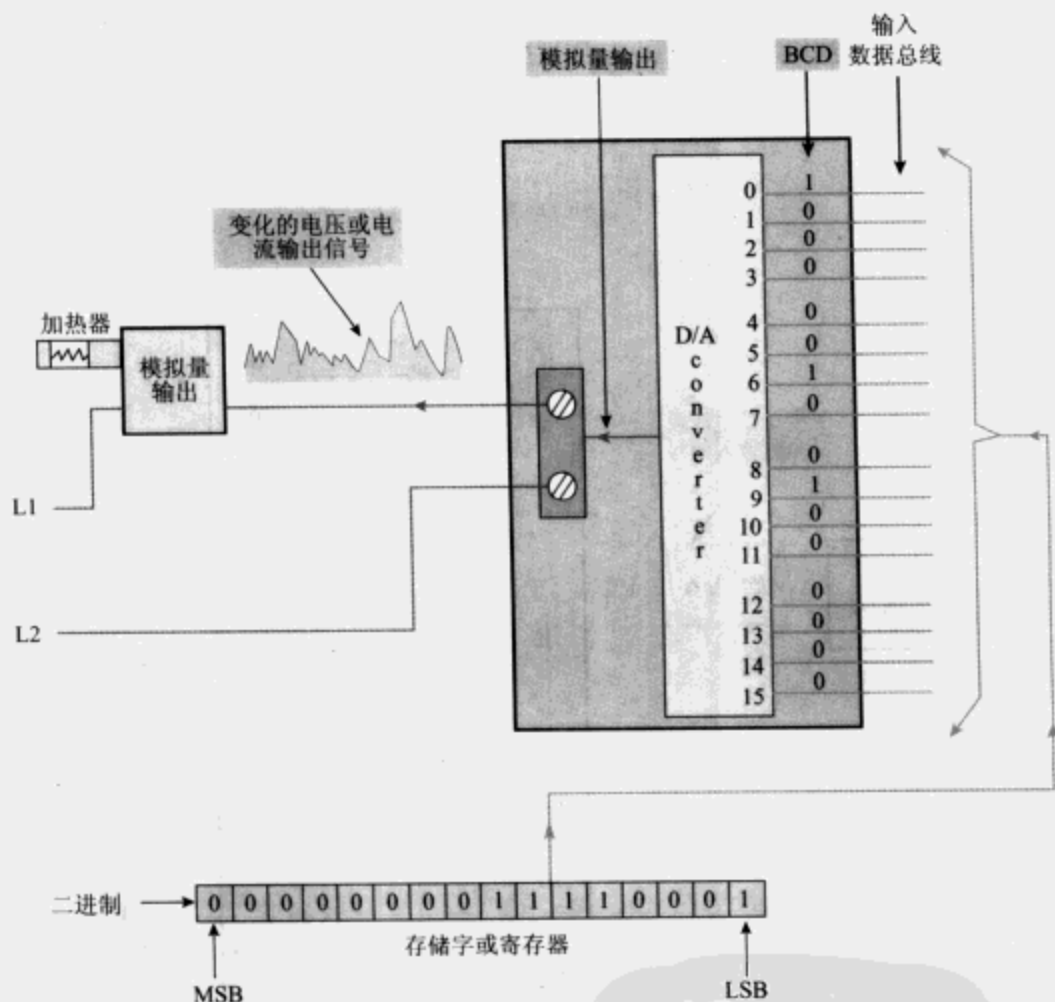 输入
数据总线
模拟量输出
BCD
变化的电压或电
流输出信号
加热器
模拟量
输出
L1
L2
D/A
converter
0 1
1 0
2 0
3 0
4 0
5 0
6 1
7 0
8 0
9 1
10 0
11 0
12 0
13 0
14 0
15 0
二进制
0 0 0 0 0 0 0 0 1 1 1 1 0 0 0 1
存储字或寄存器
MSB
LSB